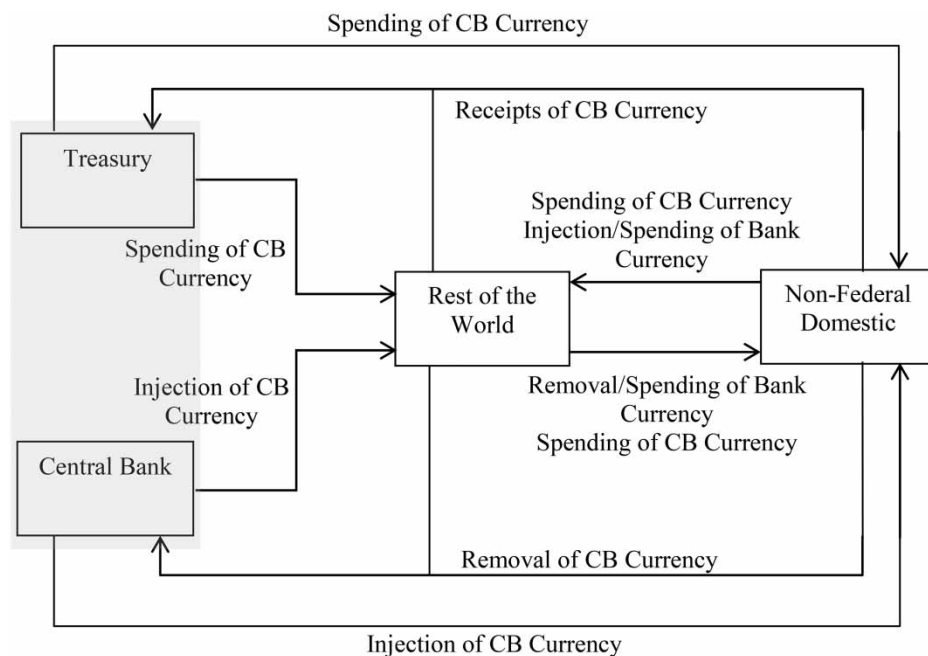 Spending of CB Currency
Receipts of CB Currency
Treasury
Spending of CB
Currency
Spending of CB Currency
Injection/Spending of Bank
Currency
Rest of the
World
Non-Federal
Domestic
Injection of CB
Currency
Removal/Spending of Bank
Currency
Spending of CB Currency
Central Bank
Removal of CB Currency
Injection of CB Currency